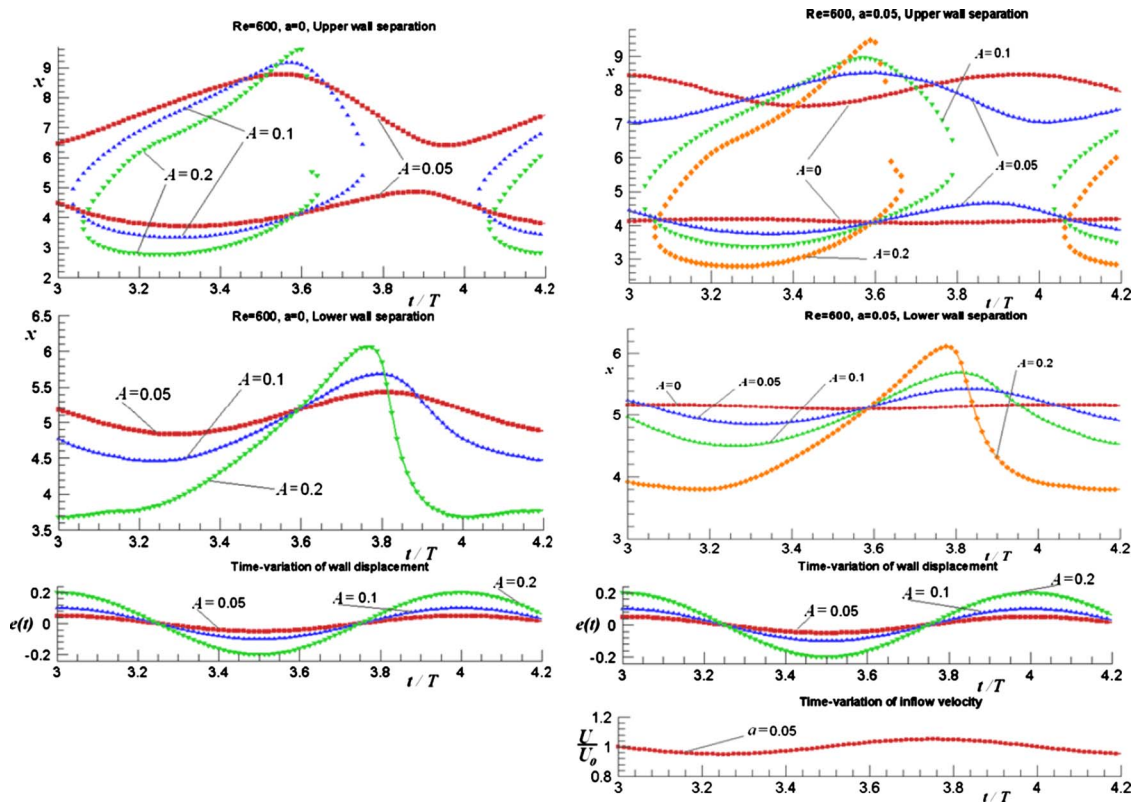 Re=600, a=0, Upper wall separation
x
9
8
7
6
5
4
3
2
A=0.1
A=0.2
A=0.05
3 3.2 3.4 3.6 3.8 4 4.2
t/T
Re=600, a=0, Lower wall separation
6.5
x
6
5.5
5
4.5
4
3.5
A=0.05
A=0.1
A=0.2
3 3.2 3.4 3.6 3.8 4 4.2
t/T
Time-variation of wall displacement
0.2
e(t) 0
-0.2
A=0.05
A=0.1
A=0.2
3 3.2 3.4 3.6 3.8 4 4.2
t/T
Re=600, a=0.05, Upper wall separation
x
9
8
7
6
5
4
3
A=0.1
A=0
A=0.05
A=0.2
3 3.2 3.4 3.6 3.8 4 4.2
t/T
Re=600, a=0.05, Lower wall separation
6
x
5
4
3
A=0
A=0.05
A=0.1
A=0.2
3 3.2 3.4 3.6 3.8 4 4.2
t/T
Time-variation of wall displacement
0.2
e(t) 0
-0.2
A=0.05
A=0.1
A=0.2
3 3.2 3.4 3.6 3.8 4 4.2
t/T
Time-variation of inflow velocity
1.2
U
U0
1
0.8
a=0.05
3 3.2 3.4 3.6 3.8 4 4.2
t/T